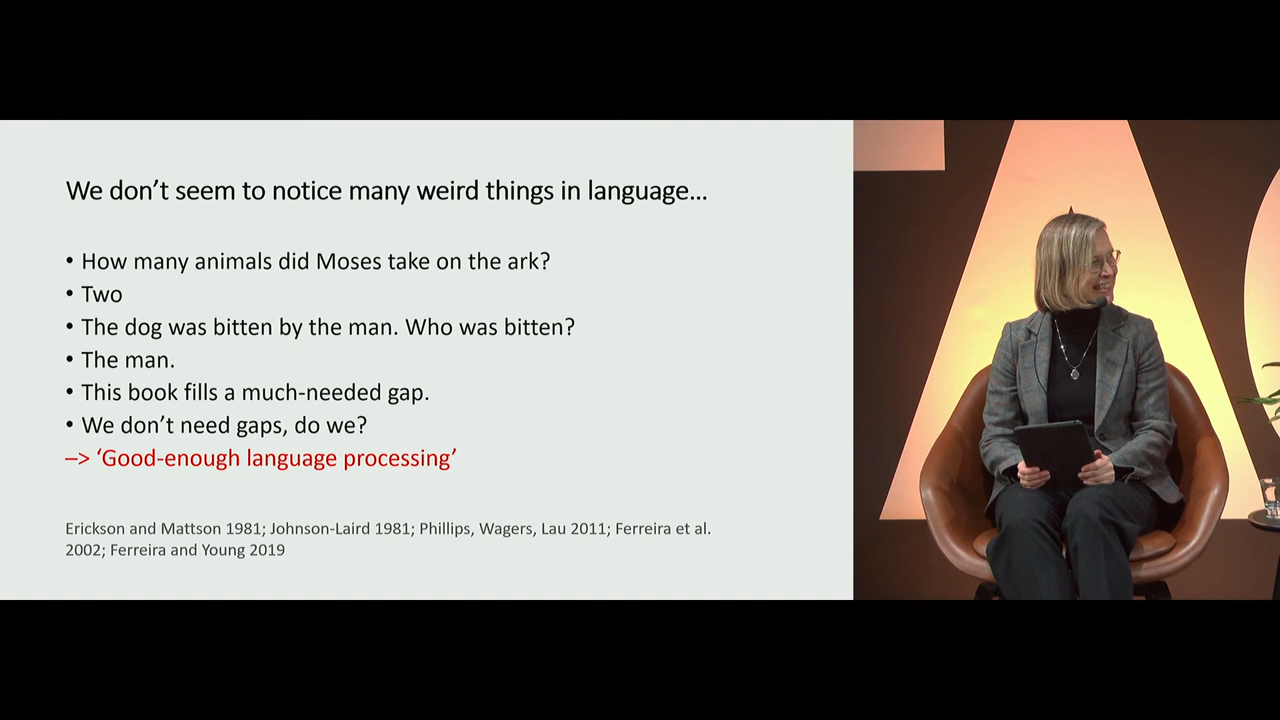 We don’t seem to notice many weird things in language…
• How many animals did Moses take on the ark?
• Two
• The dog was bitten by the man. Who was bitten?
• The man.
• This book fills a much-needed gap.
• We don’t need gaps, do we?
–> ‘Good-enough language processing’
Erickson and Mattson 1981; Johnson-Laird 1981; Phillips, Wagers, Lau 2011; Ferreira et al.
2002; Ferreira and Young 2019